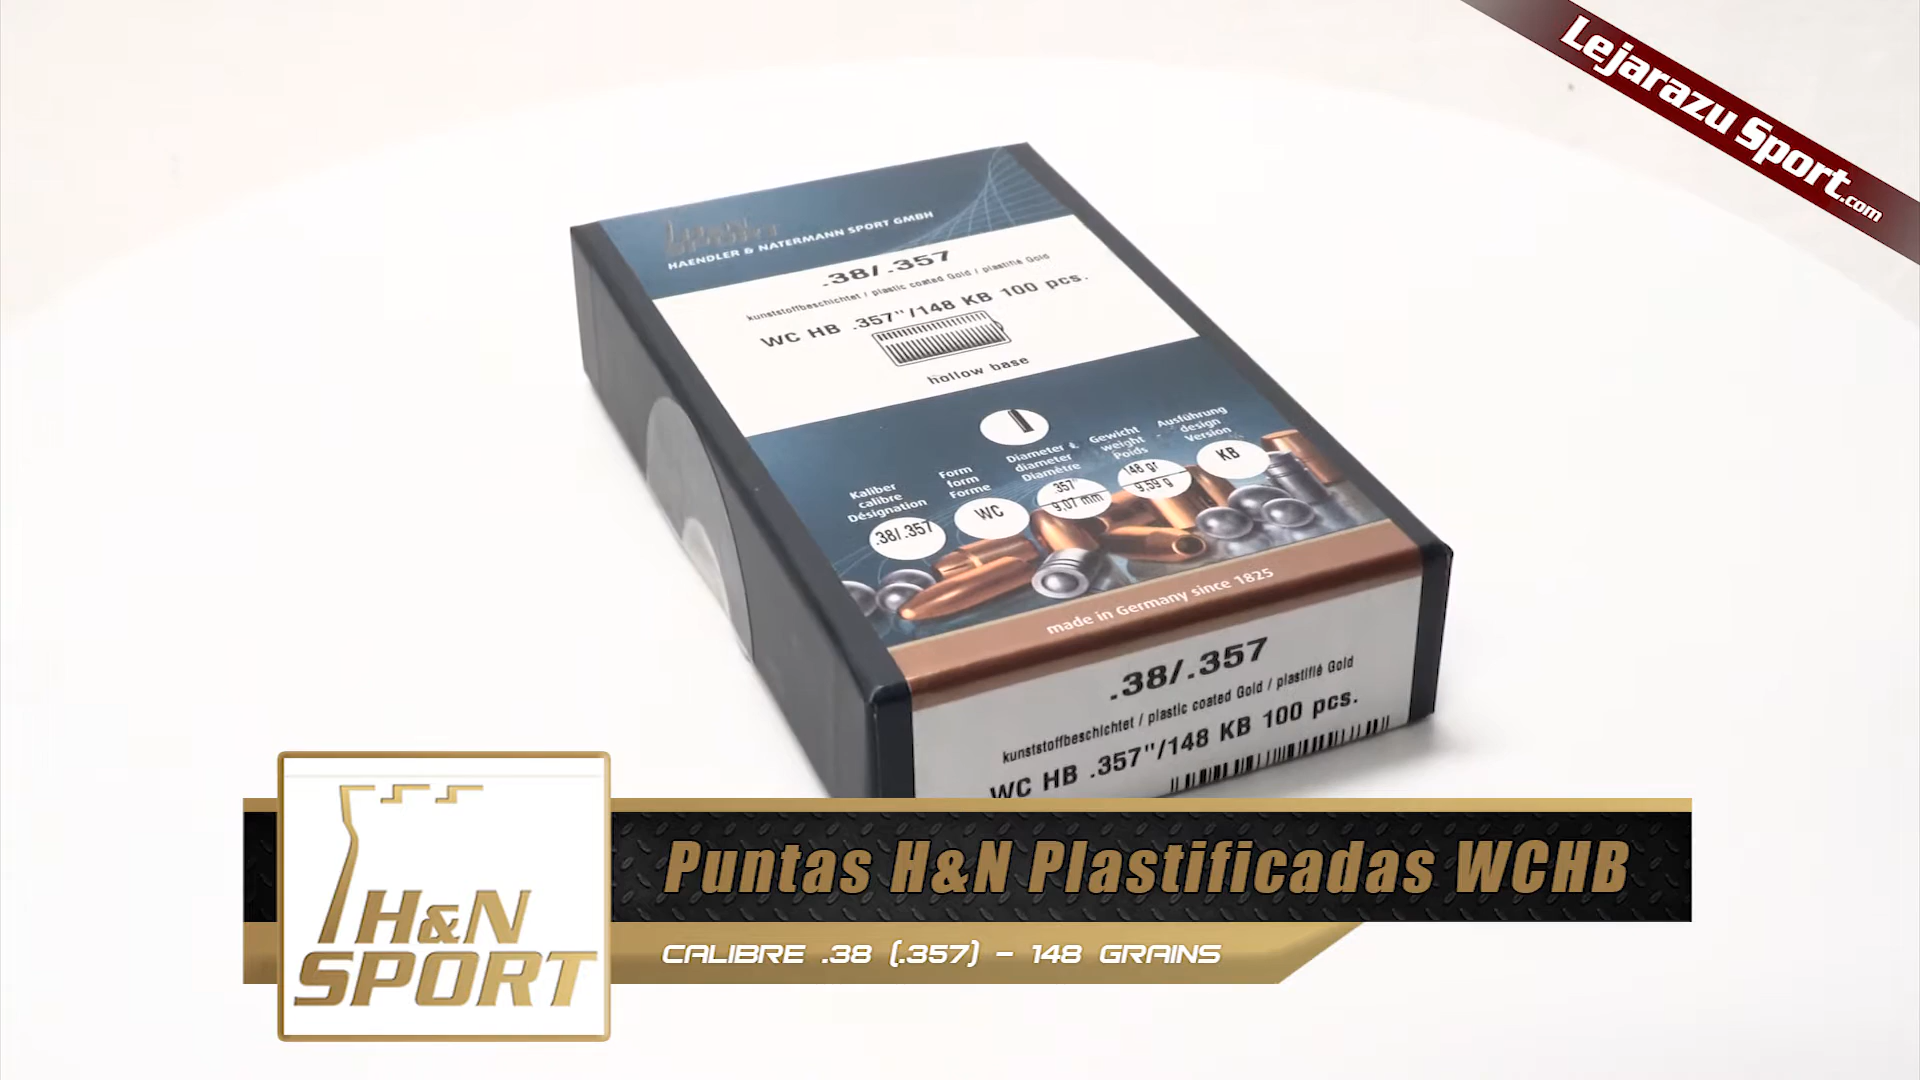 Lejarazu Sport.com
H&N
SPORT
HAENDLER & NATERMANN SPORT GMBH
.38/.357
kunststoffbeschichtet / plastic coated Gold / plastifié Gold
WC HB .357"/148 KB 100 pcs.
hollow base
Kaliber
calibre
Désignation
.38/.357
Form
form
Forme
WC
Diameter
diameter
Diamètre
.357
9,07 mm
Gewicht
weight
Poids
148 gr
9,59 g
Ausführung
design
Version
KB
made in Germany since 1825
.38/.357
kunststoffbeschichtet / plastic coated Gold / plastifié Gold
WC HB .357"/148 KB 100 pcs.
H&N
SPORT
Puntas H&N Plastificadas WCHB
CALIBRE .38 (.357) - 148 GRAINS